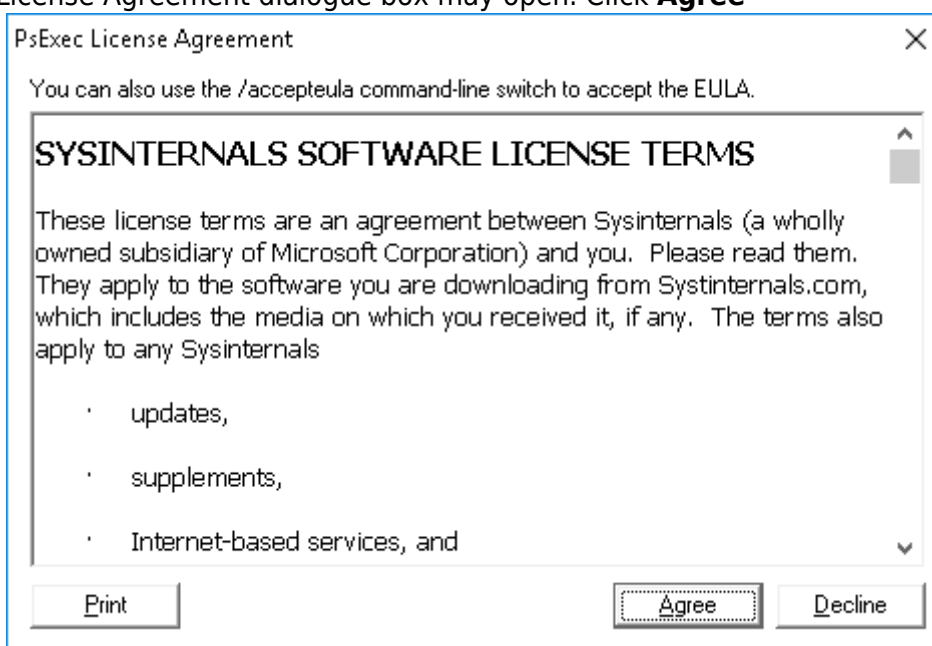 License Agreement dialogue box may open. Click Agree
PsExec License Agreement
You can also use the /accepteula command-line switch to accept the EULA.
SYSINTERNALS SOFTWARE LICENSE TERMS
These license terms are an agreement between Sysinternals (a wholly
owned subsidiary of Microsoft Corporation) and you.  Please read them.
They apply to the software you are downloading from Systinternals.com,
which includes the media on which you received it, if any.  The terms also
apply to any Sysinternals
· updates,
· supplements,
· Internet-based services, and
Print Agree Decline